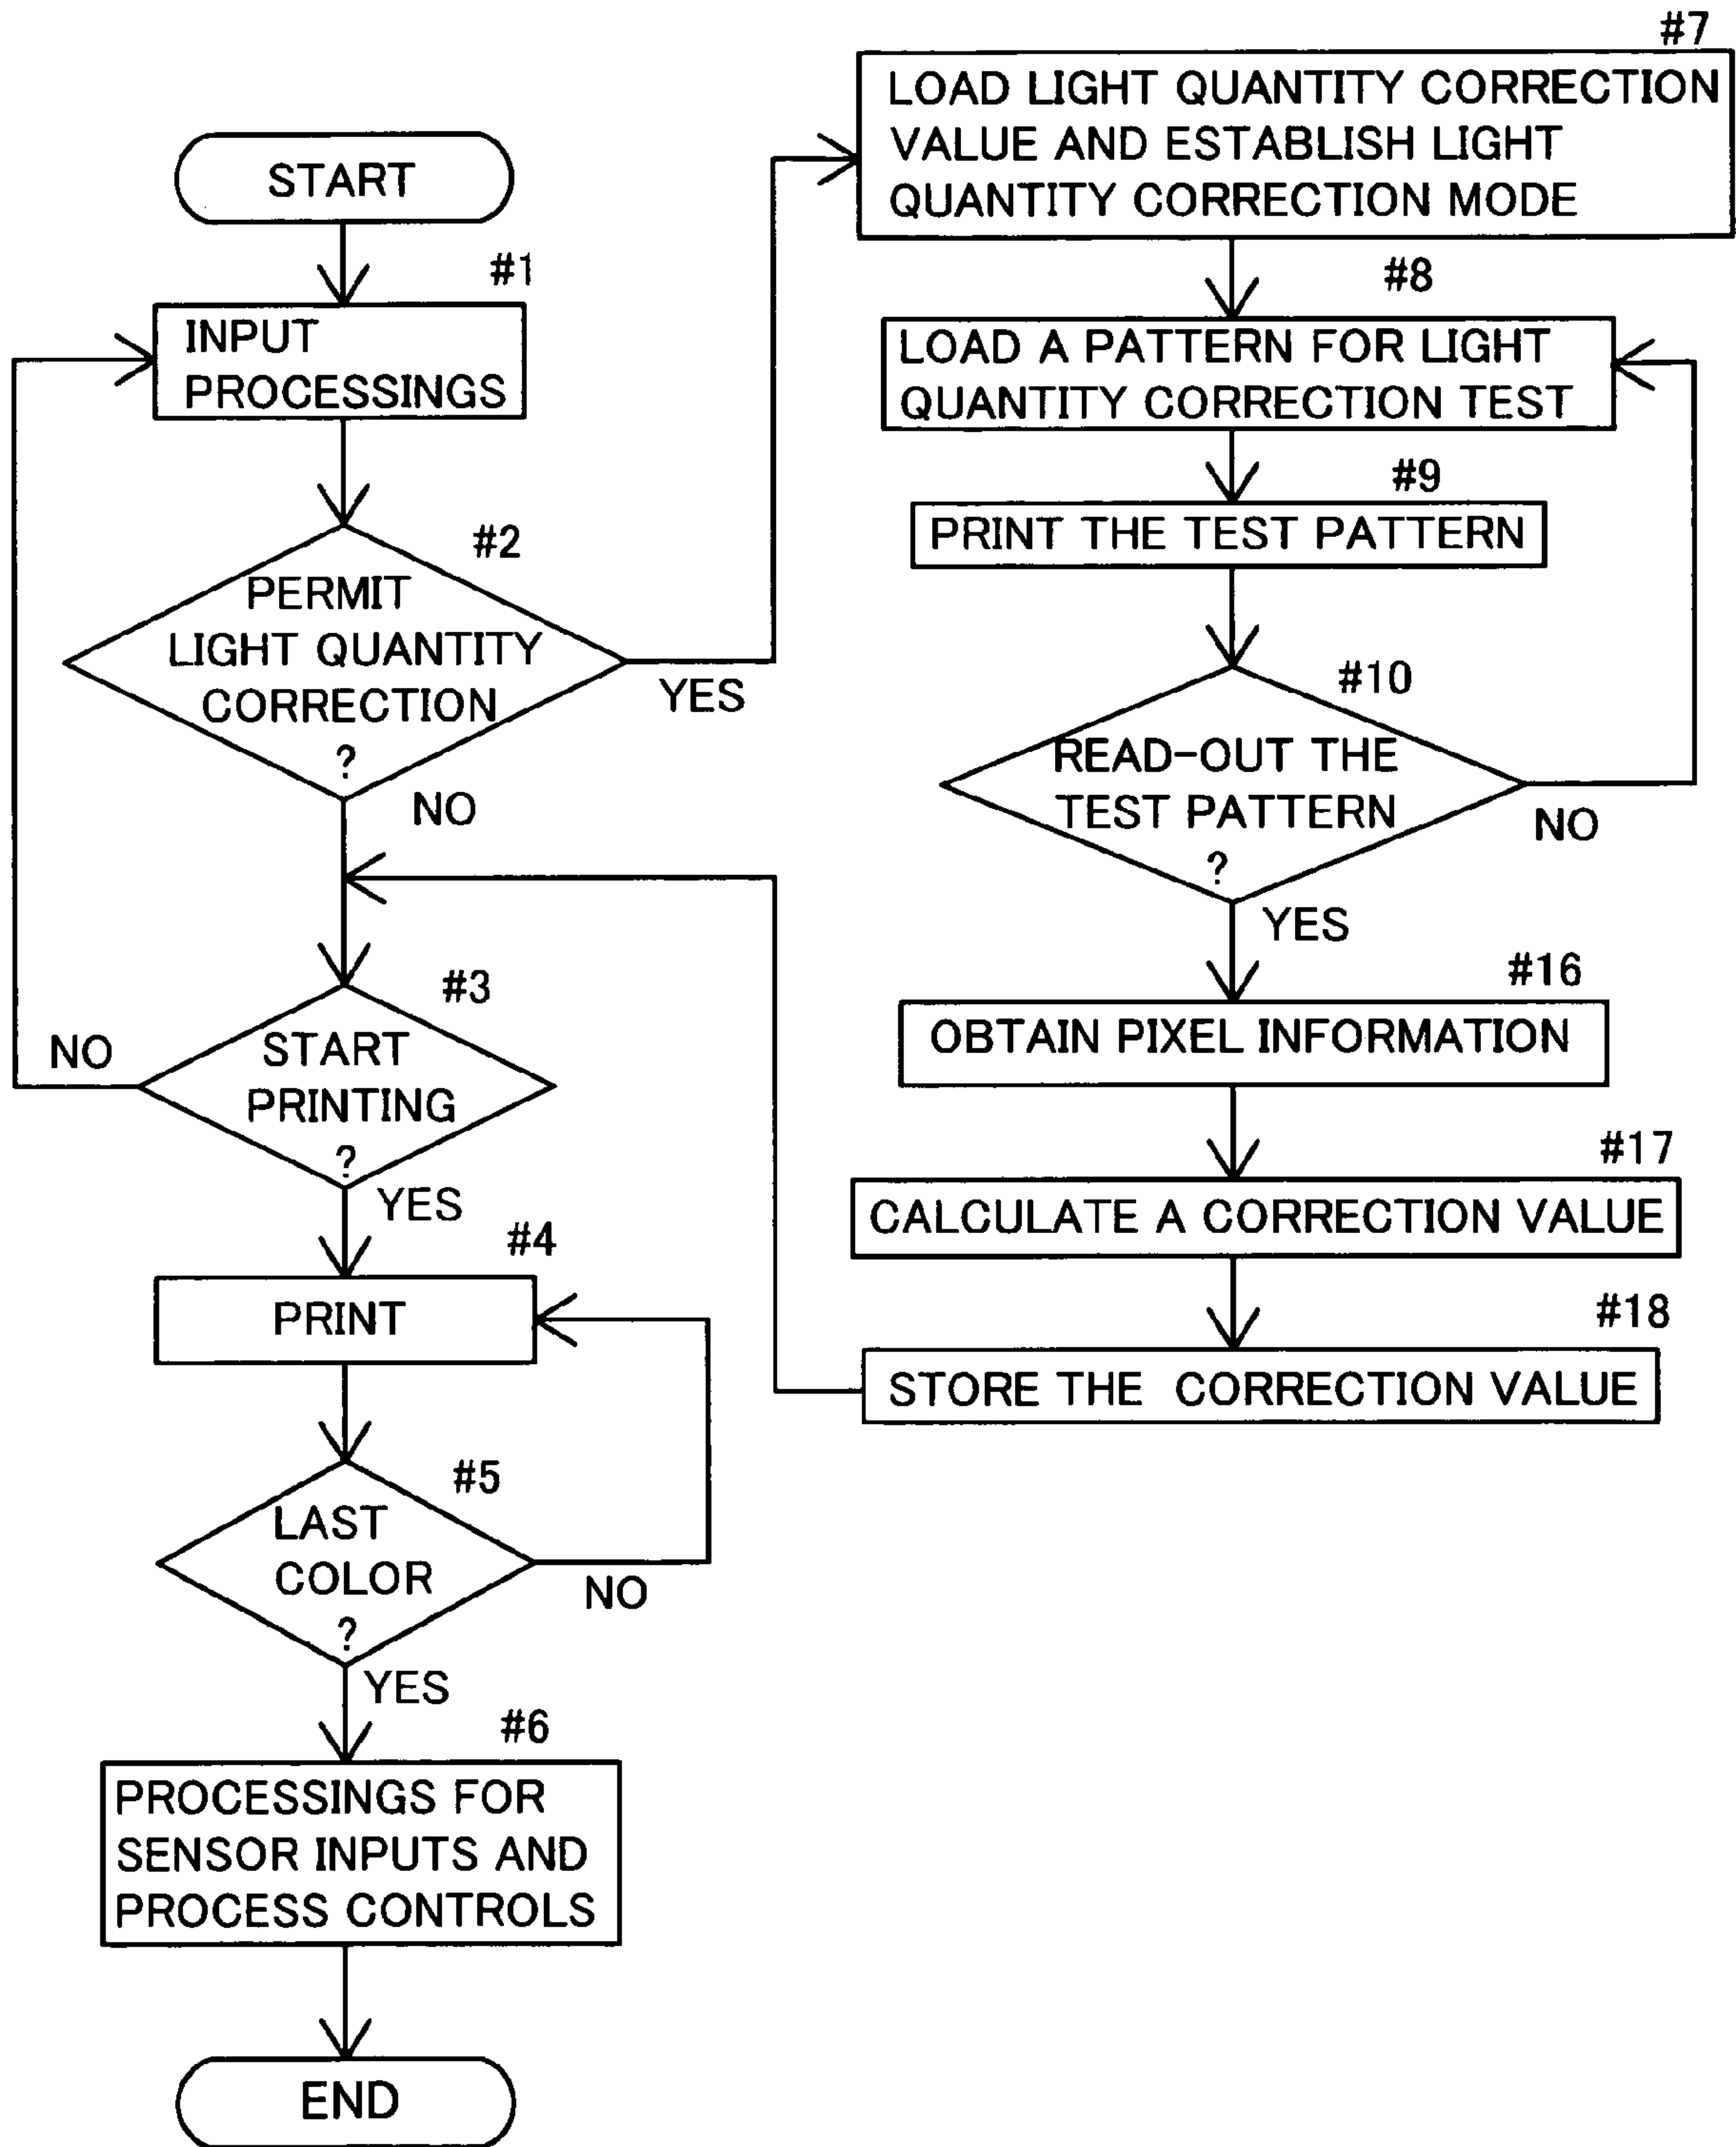 START
#1
INPUT
PROCESSINGS
#2
PERMIT
LIGHT QUANTITY
CORRECTION
?
YES
NO
#3
START
PRINTING
?
NO
YES
#4
PRINT
#5
LAST
COLOR
?
NO
YES
#6
PROCESSINGS FOR
SENSOR INPUTS AND
PROCESS CONTROLS
END
#7
LOAD LIGHT QUANTITY CORRECTION
VALUE AND ESTABLISH LIGHT
QUANTITY CORRECTION MODE
#8
LOAD A PATTERN FOR LIGHT
QUANTITY CORRECTION TEST
#9
PRINT THE TEST PATTERN
#10
READ-OUT THE
TEST PATTERN
?
NO
YES
#16
OBTAIN PIXEL INFORMATION
#17
CALCULATE A CORRECTION VALUE
#18
STORE THE CORRECTION VALUE